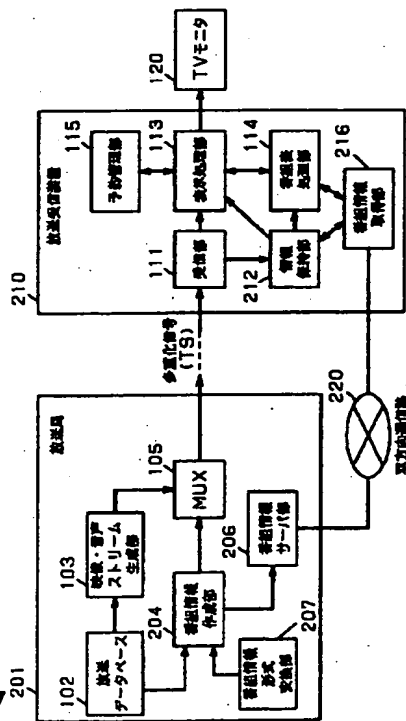 201
放送局
102
放送
データベース
103
映像・音声
ストリーム
生成部
204
番組情報
作成部
207
番組情報
形式
変換部
105
MUX
206
番組情報
サーバ部
多重化信号
(TS)
220
双方向通信路
210
放送受信装置
111
受信部
212
情報
保持部
115
予約管理部
113
表示処理部
114
番組表
処理部
216
番組情報
取得部
120
TVモニタ